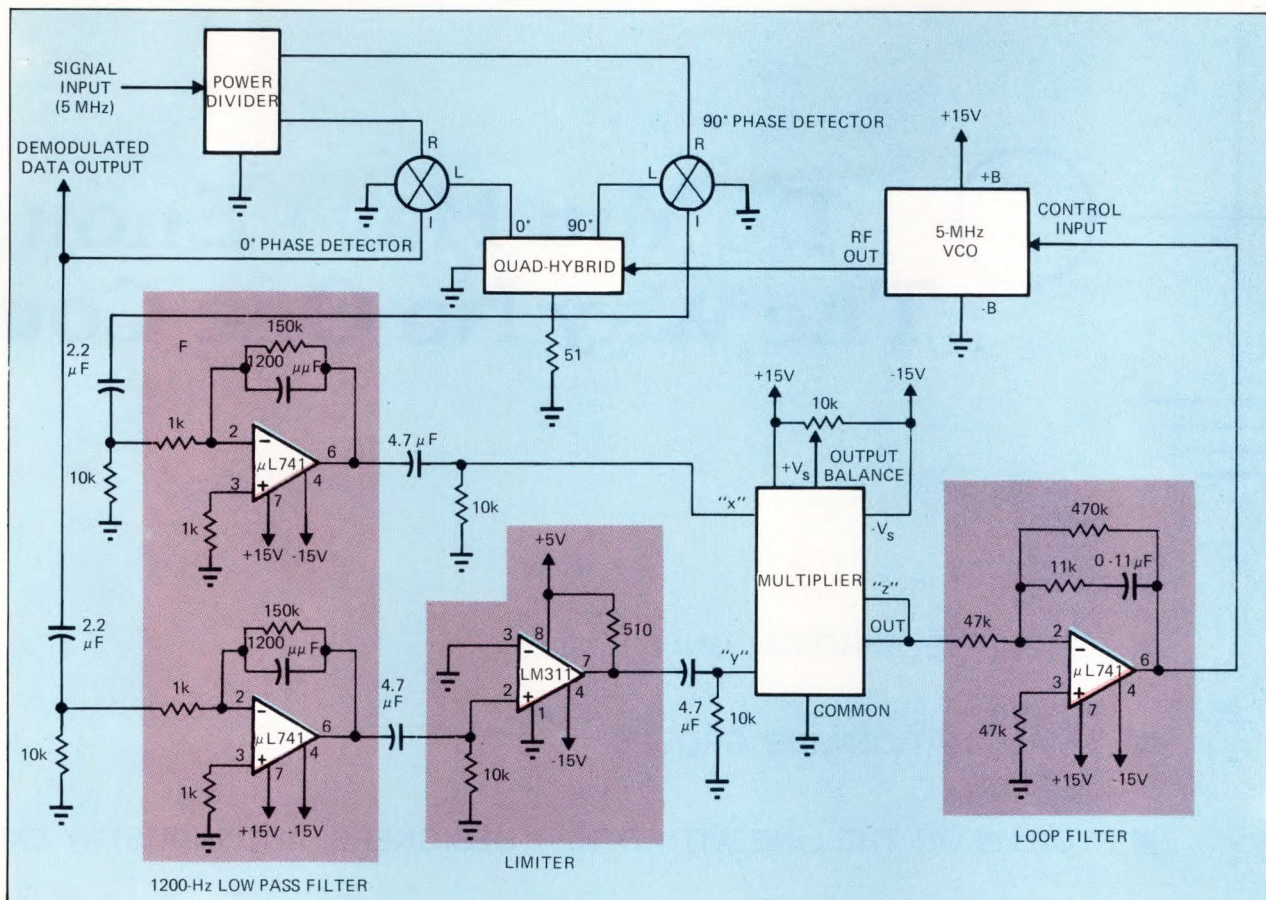 SIGNAL
INPUT
(5 MHz)
POWER
DIVIDER
DEMODULATED
DATA OUTPUT
R
L
I
0° PHASE DETECTOR
90° PHASE DETECTOR
R
L
I
0°
90°
QUAD-HYBRID
51
RF
OUT
+15V
+B
5-MHz
VCO
-B
CONTROL
INPUT
F
150k
1200
μμF
2.2
μF
1k
10k
2
3
μL741
6
7
4
1k
+15V
-15V
4.7 μF
10k
150k
1200
μμF
2.2
μF
1k
10k
2
3
μL741
6
7
4
1k
+15V
-15V
4.7
μF
10k
1200-Hz LOW PASS FILTER
+5V
510
3
8
LM311
7
2
1
4
-15V
LIMITER
4.7
μF
10k
+15V
-15V
10k
OUTPUT
BALANCE
+Vs
-Vs
"x"
"y"
"z"
OUT
MULTIPLIER
COMMON
470k
11k
0-11μF
47k
2
3
μL741
6
7
4
47k
+15V
-15V
LOOP FILTER